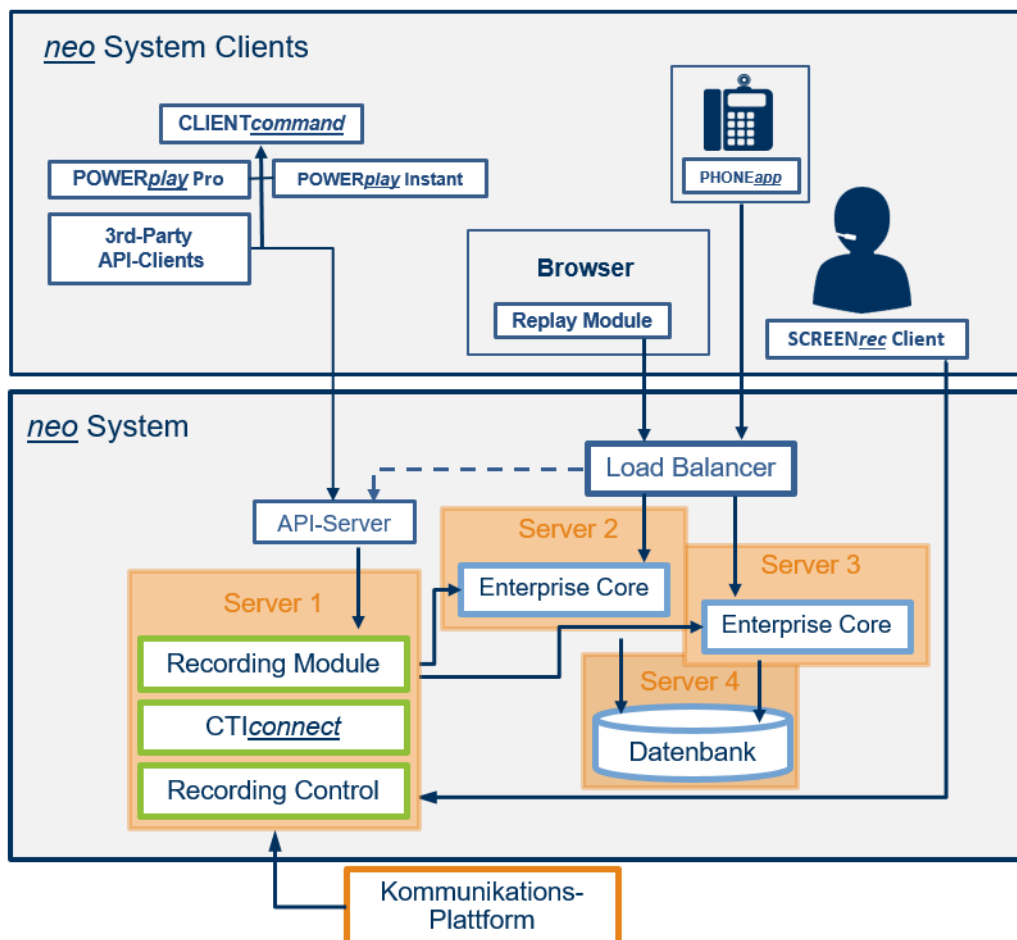 neo System Clients
CLIENTcommand
POWERplay Pro
POWERplay Instant
3rd-Party
API-Clients
PHONEapp
Browser
Replay Module
SCREENrec Client
neo System
Load Balancer
API-Server
Server 2
Enterprise Core
Server 3
Enterprise Core
Server 1
Recording Module
CTIconnect
Recording Control
Server 4
Datenbank
Kommunikations-
Plattform